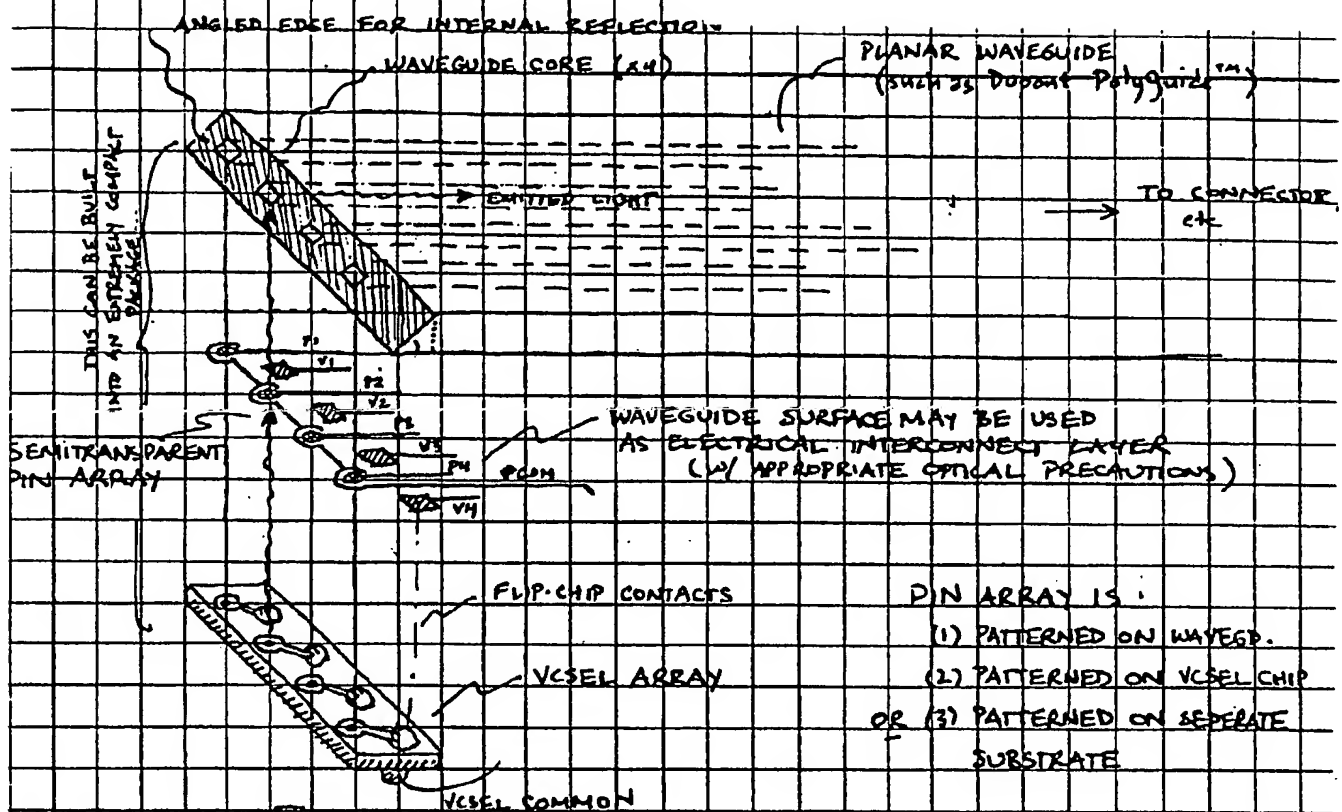 ANGLED EDGE FOR INTERNAL REFLECTION
WAVEGUIDE CORE (x4)
PLANAR WAVEGUIDE
(such as Dupont Polyguide™)
THIS CAN BE BUILT
INTO AN EXTREMELY COMPACT
PACKAGE...
EMITTED LIGHT
TO CONNECTOR
etc
P1
V1
P2
V2
P3
V3
P4
PCOM
V4
SEMITRANSPARENT
PIN ARRAY
WAVEGUIDE SURFACE MAY BE USED
AS ELECTRICAL INTERCONNECT LAYER
(W/ APPROPRIATE OPTICAL PRECAUTIONS)
FLIP-CHIP CONTACTS
VCSEL ARRAY
VCSEL COMMON
PIN ARRAY IS:
(1) PATTERNED ON WAVEGD.
(2) PATTERNED ON VCSEL CHIP
OR (3) PATTERNED ON SEPERATE
SUBSTRATE